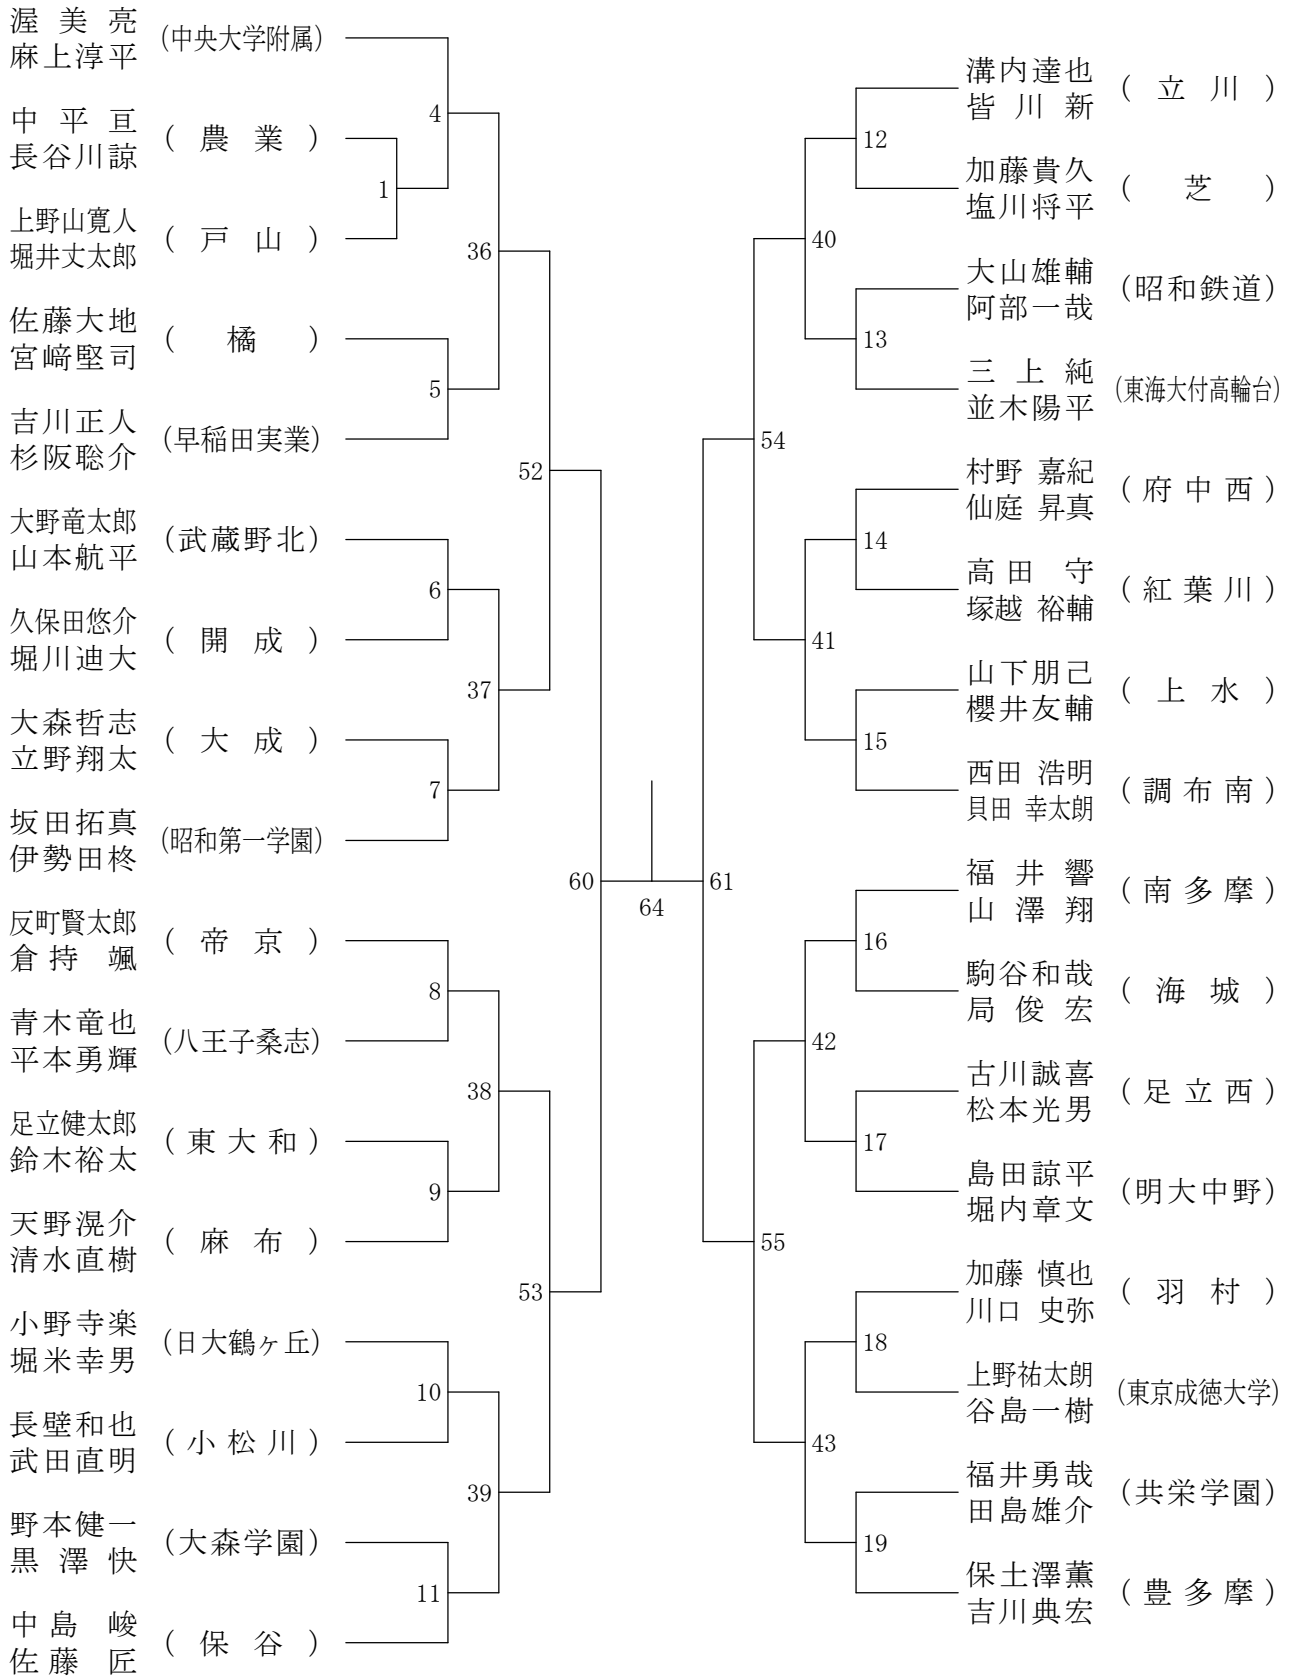 渥美亮
麻上淳平
(中央大学附属)
中平亘
長谷川諒
(農業)
上野山寛人
堀井丈太郎
(戸山)
佐藤大地
宮﨑堅司
(橘)
吉川正人
杉阪聡介
(早稲田実業)
大野竜太郎
山本航平
(武蔵野北)
久保田悠介
堀川迪大
(開成)
大森哲志
立野翔太
(大成)
坂田拓真
伊勢田柊
(昭和第一学園)
反町賢太郎
倉持颯
(帝京)
青木竜也
平本勇輝
(八王子桑志)
足立健太郎
鈴木裕太
(東大和)
天野滉介
清水直樹
(麻布)
小野寺楽
堀米幸男
(日大鶴ヶ丘)
長壁和也
武田直明
(小松川)
野本健一
黒澤快
(大森学園)
中島峻
佐藤匠
(保谷)
4
1
36
5
52
6
37
7
60
8
38
9
53
10
39
11
64
61
12
40
13
54
14
41
15
16
42
17
55
18
43
19
溝内達也
皆川新
(立川)
加藤貴久
塩川将平
(芝)
大山雄輔
阿部一哉
(昭和鉄道)
三上純
並木陽平
(東海大付高輪台)
村野 嘉紀
仙庭 昇真
(府中西)
高田 守
塚越 裕輔
(紅葉川)
山下朋己
櫻井友輔
(上水)
西田 浩明
貝田 幸太朗
(調布南)
福井響
山澤翔
(南多摩)
駒谷和哉
局俊宏
(海城)
古川誠喜
松本光男
(足立西)
島田諒平
堀内章文
(明大中野)
加藤 慎也
川口 史弥
(羽村)
上野祐太朗
谷島一樹
(東京成徳大学)
福井勇哉
田島雄介
(共栄学園)
保土澤薫
吉川典宏
(豊多摩)